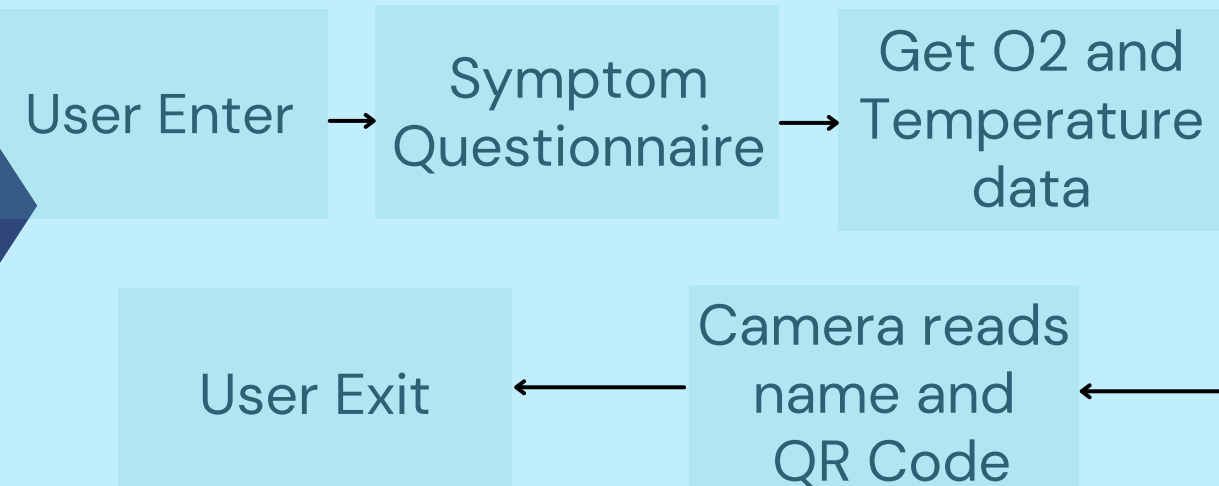 User Enter
Symptom
Questionnaire
Get O2 and
Temperature
data
Camera reads
name and
QR Code
User Exit